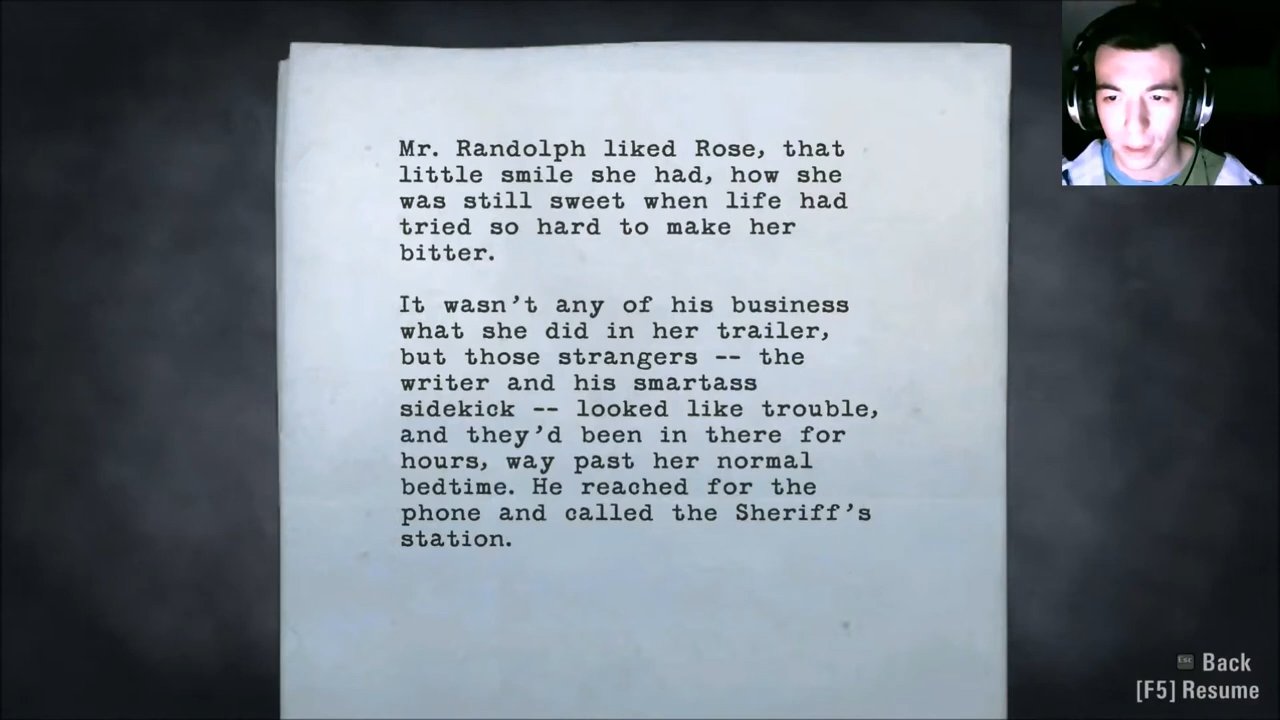 Mr. Randolph liked Rose, that
little smile she had, how she
was still sweet when life had
tried so hard to make her
bitter.
It wasn't any of his business
what she did in her trailer,
but those strangers -- the
writer and his smartass
sidekick -- looked like trouble,
and they'd been in there for
hours, way past her normal
bedtime. He reached for the
phone and called the Sheriff's
station.
Esc Back
[F5] Resume